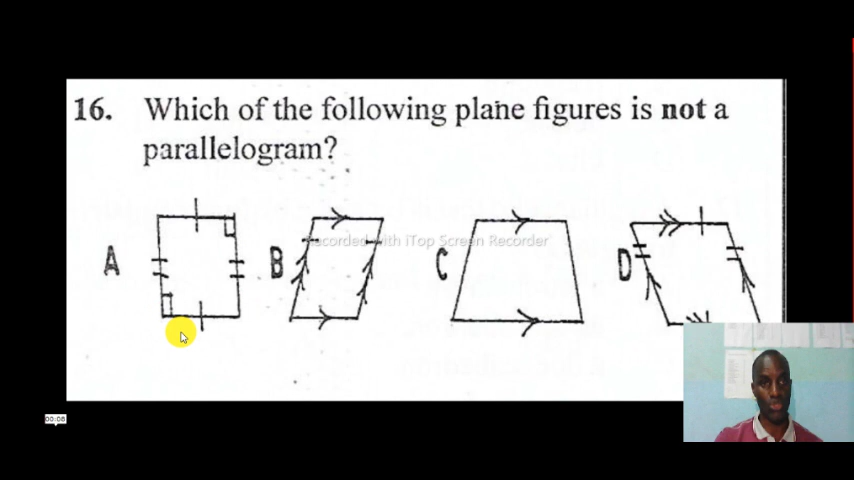 16. Which of the following plane figures is not a
parallelogram?
Recorded with iTop Screen Recorder
A B C D
00:08